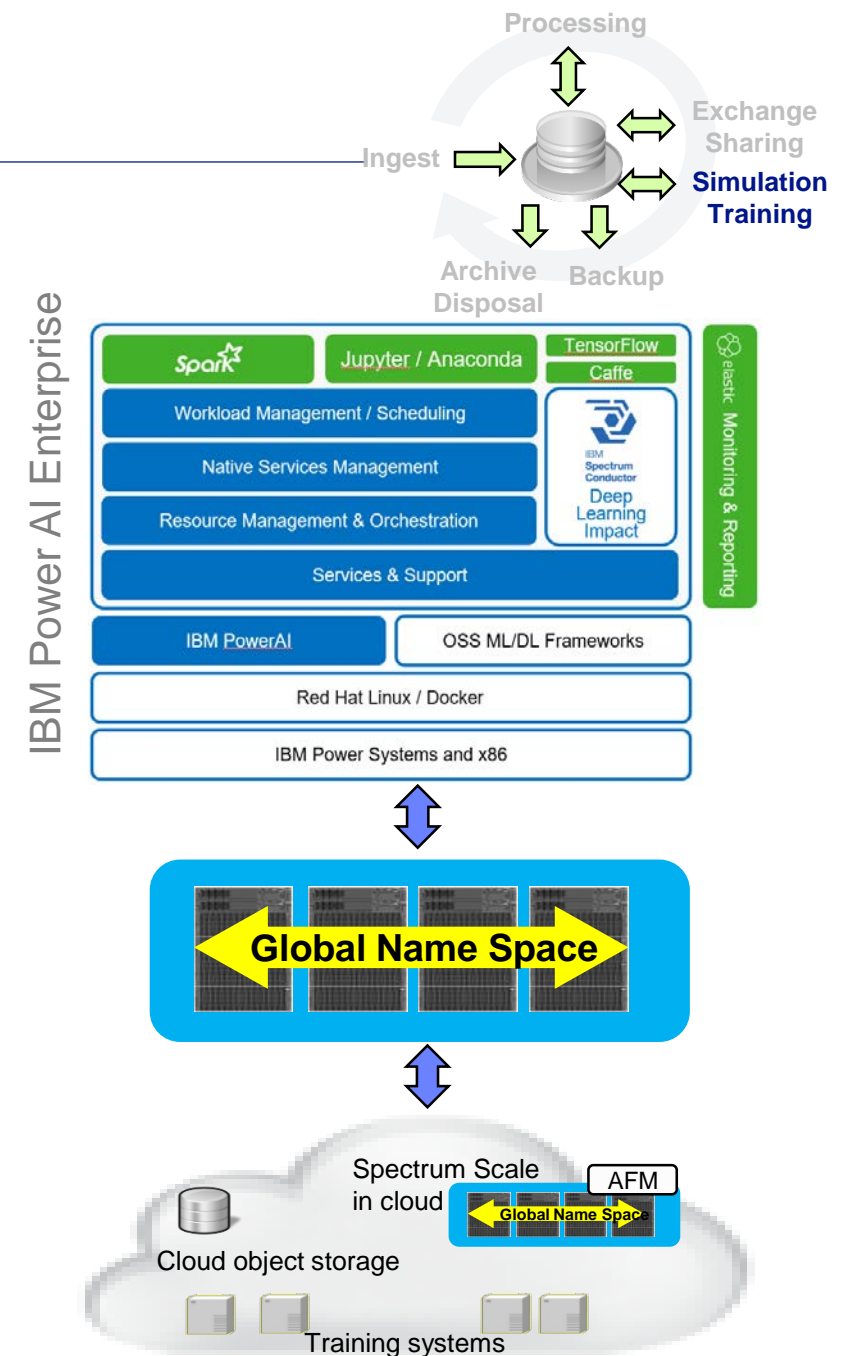 Processing
Exchange
Sharing
Ingest
Simulation
Training
Archive
Disposal
Backup
IBM Power AI Enterprise
Spark
Jupyter / Anaconda
TensorFlow
Caffe
elastic Monitoring & Reporting
Workload Management / Scheduling
Native Services Management
Resource Management & Orchestration
IBM
Spectrum
Conductor
Deep
Learning
Impact
Services & Support
IBM PowerAI
OSS ML/DL Frameworks
Red Hat Linux / Docker
IBM Power Systems and x86
Global Name Space
Spectrum Scale
in cloud
AFM
Global Name Space
Cloud object storage
Training systems